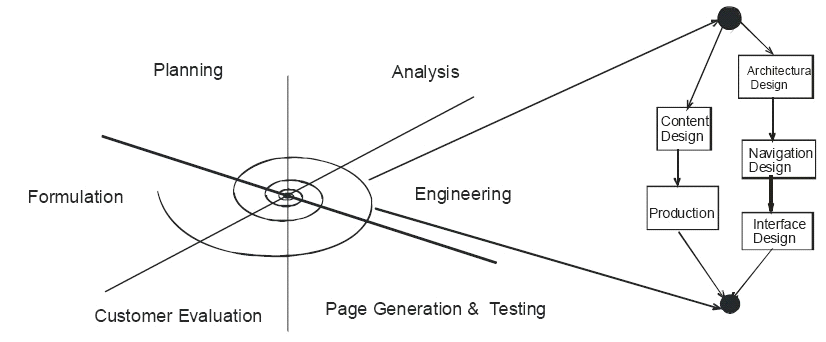 Planning
Analysis
Formulation
Engineering
Customer Evaluation
Page Generation & Testing
Architectura
Design
Content
Design
Navigation
Design
Production
Interface
Design